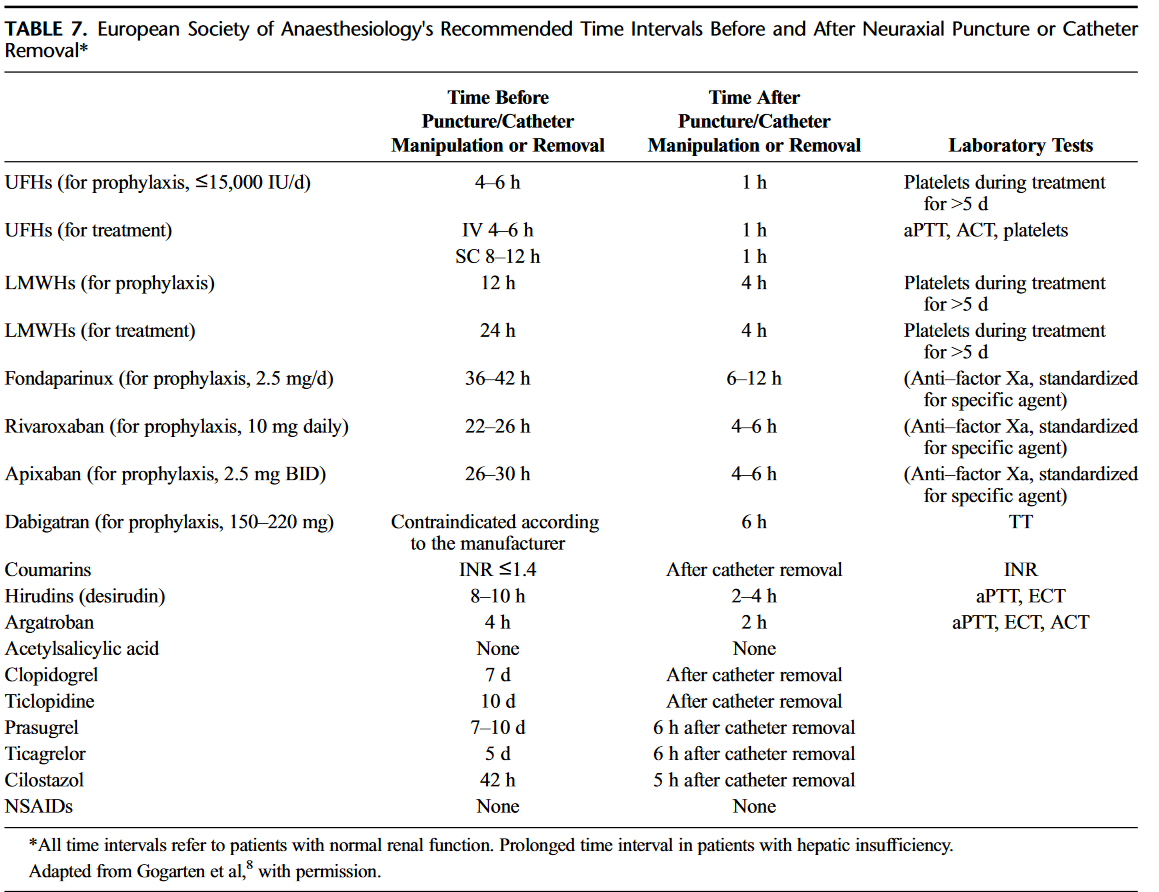 TABLE 7. European Society of Anaesthesiology's Recommended Time Intervals Before and After Neuraxial Puncture or Catheter
Removal*
Time Before Puncture/Catheter Manipulation or Removal Time After Puncture/Catheter Manipulation or Removal Laboratory Tests
UFHs (for prophylaxis, ≤15,000 IU/d) 4–6 h 1 h Platelets during treatment
for >5 d
UFHs (for treatment) IV 4–6 h 1 h aPTT, ACT, platelets
SC 8–12 h 1 h
LMWHs (for prophylaxis) 12 h 4 h Platelets during treatment
for >5 d
LMWHs (for treatment) 24 h 4 h Platelets during treatment
for >5 d
Fondaparinux (for prophylaxis, 2.5 mg/d) 36–42 h 6–12 h (Anti–factor Xa, standardized
for specific agent)
Rivaroxaban (for prophylaxis, 10 mg daily) 22–26 h 4–6 h (Anti–factor Xa, standardized
for specific agent)
Apixaban (for prophylaxis, 2.5 mg BID) 26–30 h 4–6 h (Anti–factor Xa, standardized
for specific agent)
Dabigatran (for prophylaxis, 150–220 mg) Contraindicated according 6 h TT
to the manufacturer
Coumarins INR ≤1.4 After catheter removal INR
Hirudins (desirudin) 8–10 h 2–4 h aPTT, ECT
Argatroban 4 h 2 h aPTT, ECT, ACT
Acetylsalicylic acid None None
Clopidogrel 7 d After catheter removal
Ticlopidine 10 d After catheter removal
Prasugrel 7–10 d 6 h after catheter removal
Ticagrelor 5 d 6 h after catheter removal
Cilostazol 42 h 5 h after catheter removal
NSAIDs None None
*All time intervals refer to patients with normal renal function. Prolonged time interval in patients with hepatic insufficiency.
Adapted from Gogarten et al,8 with permission.